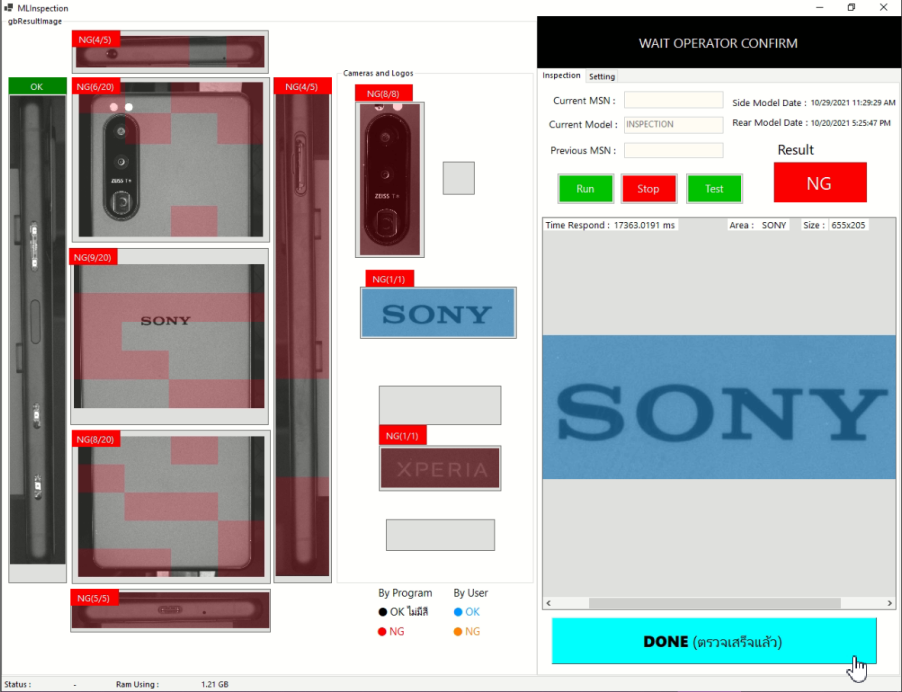 MLInspection
gbResultImage
NG(4/5)
OK
NG(6/20)
NG(4/5)
ZEISS T*
NG(9/20)
SONY
NG(8/20)
NG(5/5)
Cameras and Logos
NG(8/8)
ZEISS T*
NG(1/1)
SONY
NG(1/1)
XPERIA
By Program
By User
OK ไม่มีสี
OK
NG
NG
WAIT OPERATOR CONFIRM
Inspection
Setting
Current MSN :
Side Model Date : 10/29/2021 11:29:29 AM
Current Model :
INSPECTION
Rear Model Date : 10/20/2021 5:25:47 PM
Previous MSN :
Result
Run
Stop
Test
NG
Time Respond : 17363.0191 ms
Area : SONY
Size : 655x205
SONY
DONE (ตรวจเสร็จแล้ว)
Status : -
Ram Using : 1.21 GB